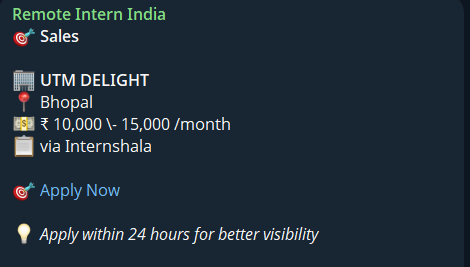 Remote Intern India
🎯 Sales
🏢 UTM DELIGHT
📍 Bhopal
💵 ₹ 10,000 \- 15,000 /month
📋 via Internshala
🎯 Apply Now
💡 Apply within 24 hours for better visibility